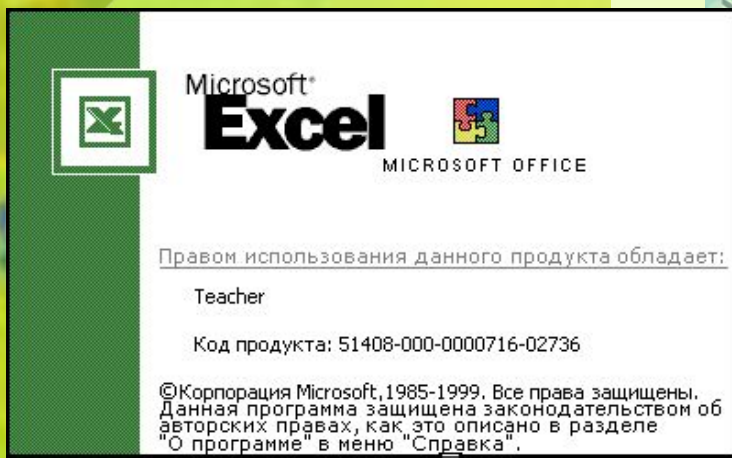 Microsoft®
Excel
MICROSOFT OFFICE
Правом использования данного продукта обладает:
Teacher
Код продукта: 51408-000-0000716-02736
©Корпорация Microsoft,1985-1999. Все права защищены.
Данная программа защищена законодательством об
авторских правах, как это описано в разделе
"О программе" в меню "Справка".